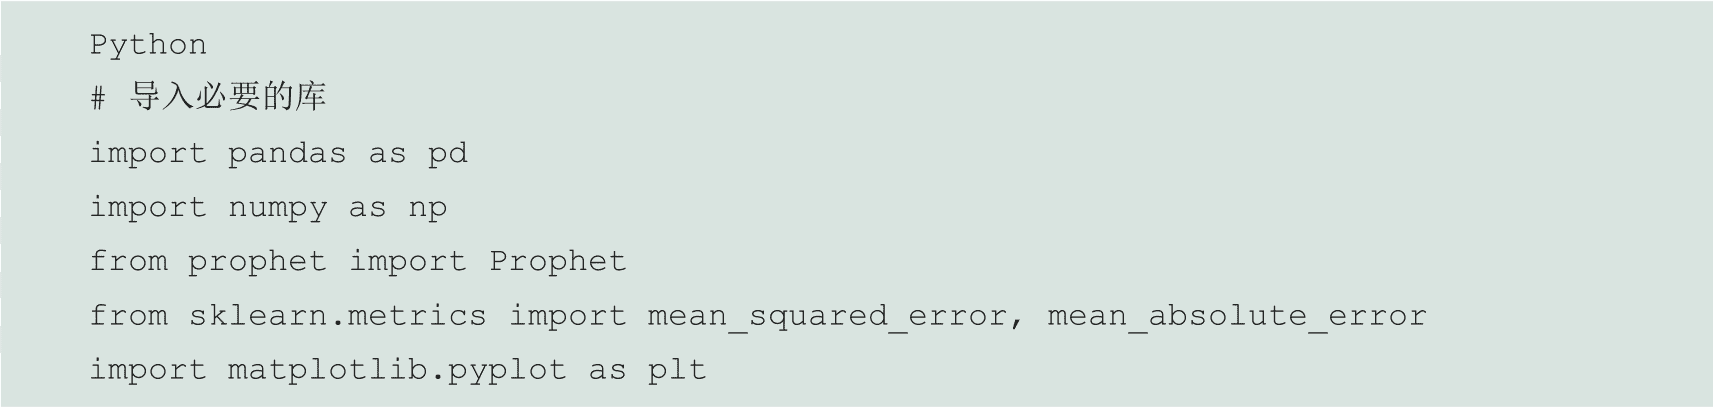 Python
# 导入必要的库
import pandas as pd
import numpy as np
from prophet import Prophet
from sklearn.metrics import mean_squared_error, mean_absolute_error
import matplotlib.pyplot as plt